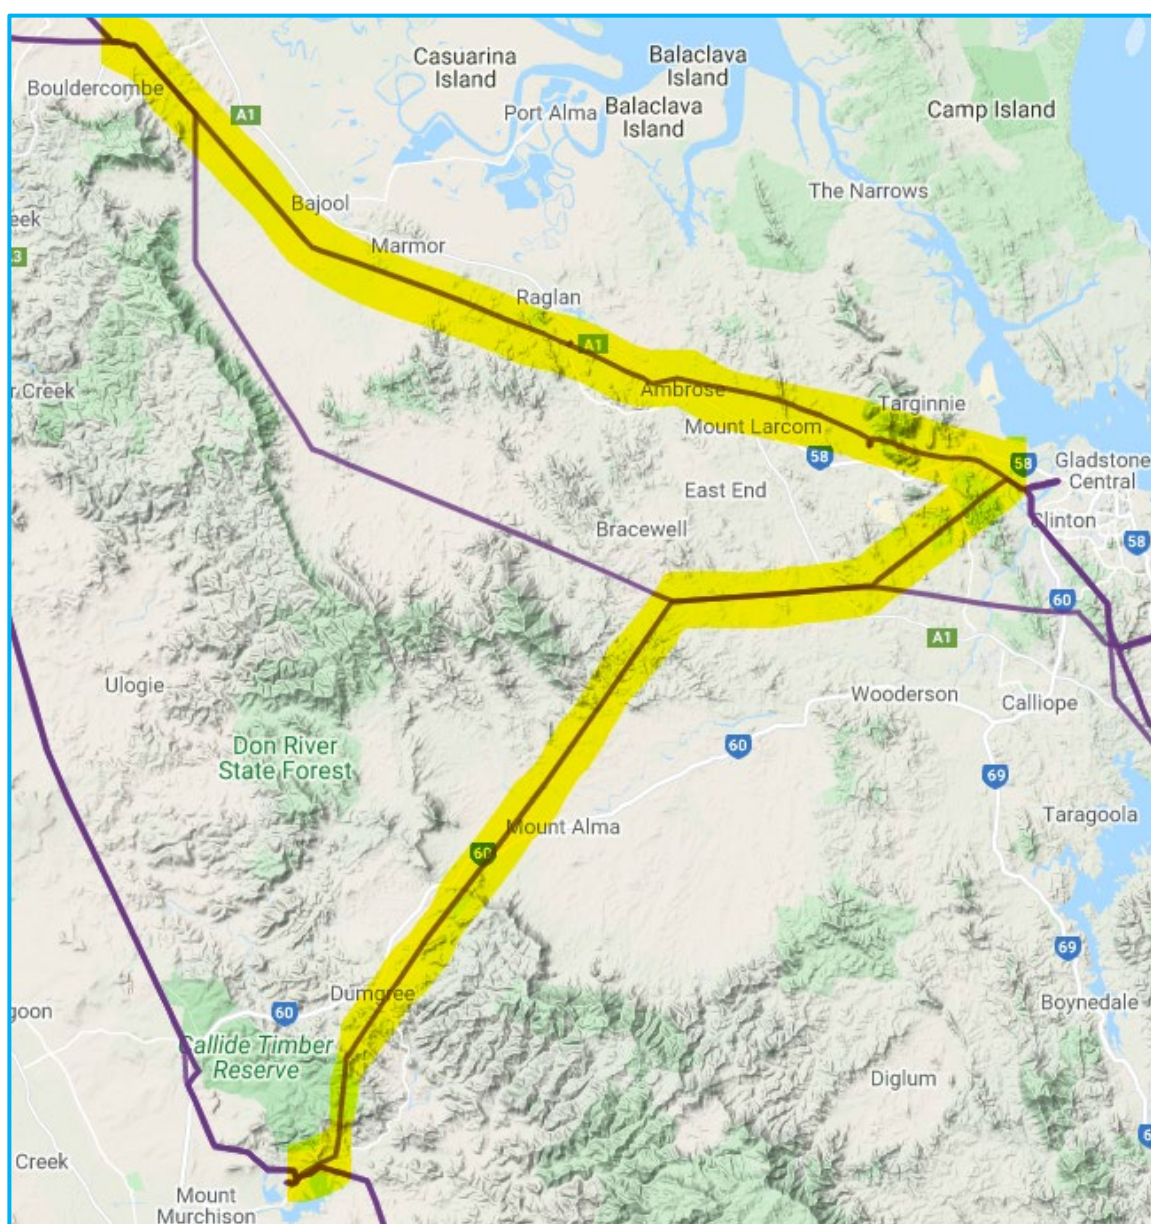 Casuarina
Island
Balaclava
Island
Bouldercombe
A1
Port Alma
Balaclava
Island
Camp Island
The Narrows
Bajool
eek
Marmor
3
Raglan
A1
r Creek
Ambrose
Targinnie
Mount Larcom
58
58
Gladstone
Central
East End
Bracewell
Clinton
58
60
A1
Ulogie
Wooderson
Calliope
Don River
State Forest
60
69
Taragoola
Mount Alma
60
69
Dumgree
Boynedale
goon
60
Callide Timber
Reserve
Diglum
6
Creek
Mount
Murchison